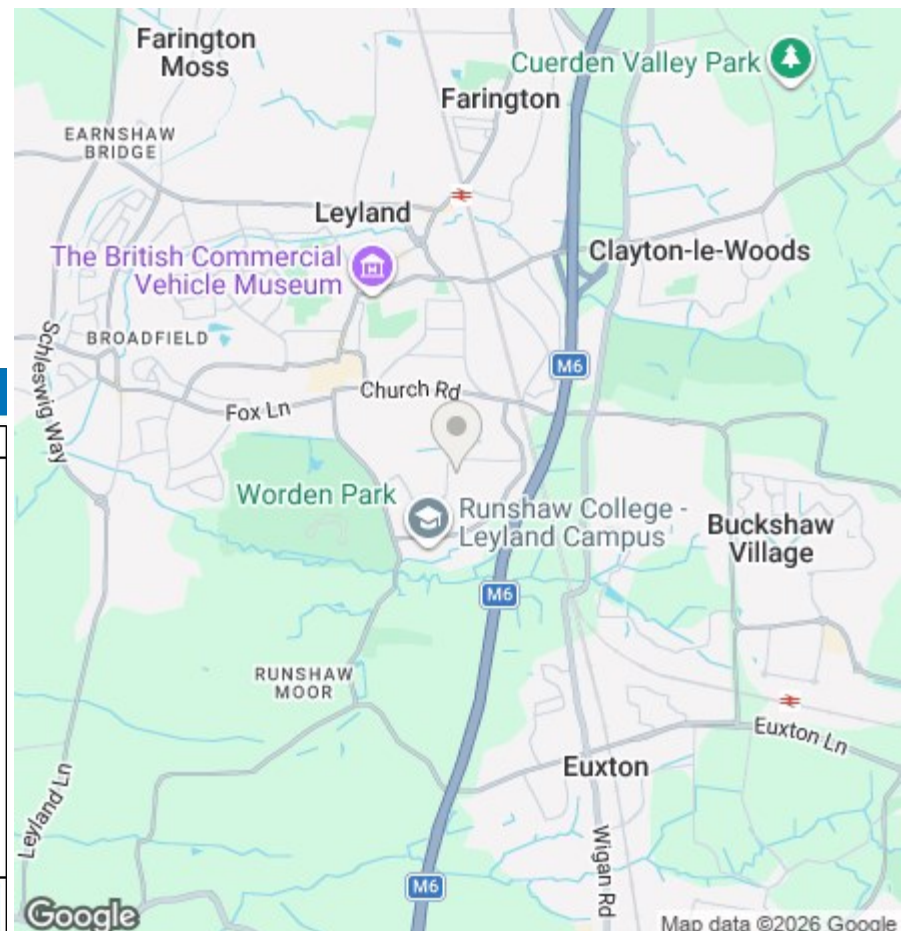 Farington
Moss
Cuerden Valley Park
Farington
EARNSHAW
BRIDGE
Leyland
The British Commercial
Vehicle Museum
Clayton-le-Woods
BROADFIELD
Schleswig Way
M6
Church Rd
Fox Ln
Worden Park
Runshaw College -
Leyland Campus
Buckshaw
Village
M6
RUNSHAW
MOOR
Euxton Ln
Euxton
Leyland Ln
Wigan Rd
M6
Google
Map data ©2026 Google